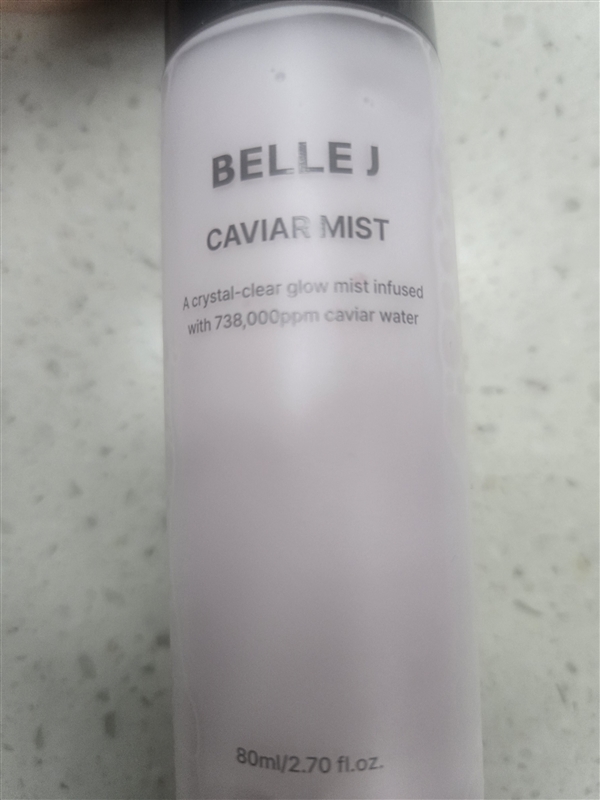 BELLE J
CAVIAR MIST
A crystal-clear glow mist infused
with 738,000ppm caviar water
80ml/2.70 fl.oz.